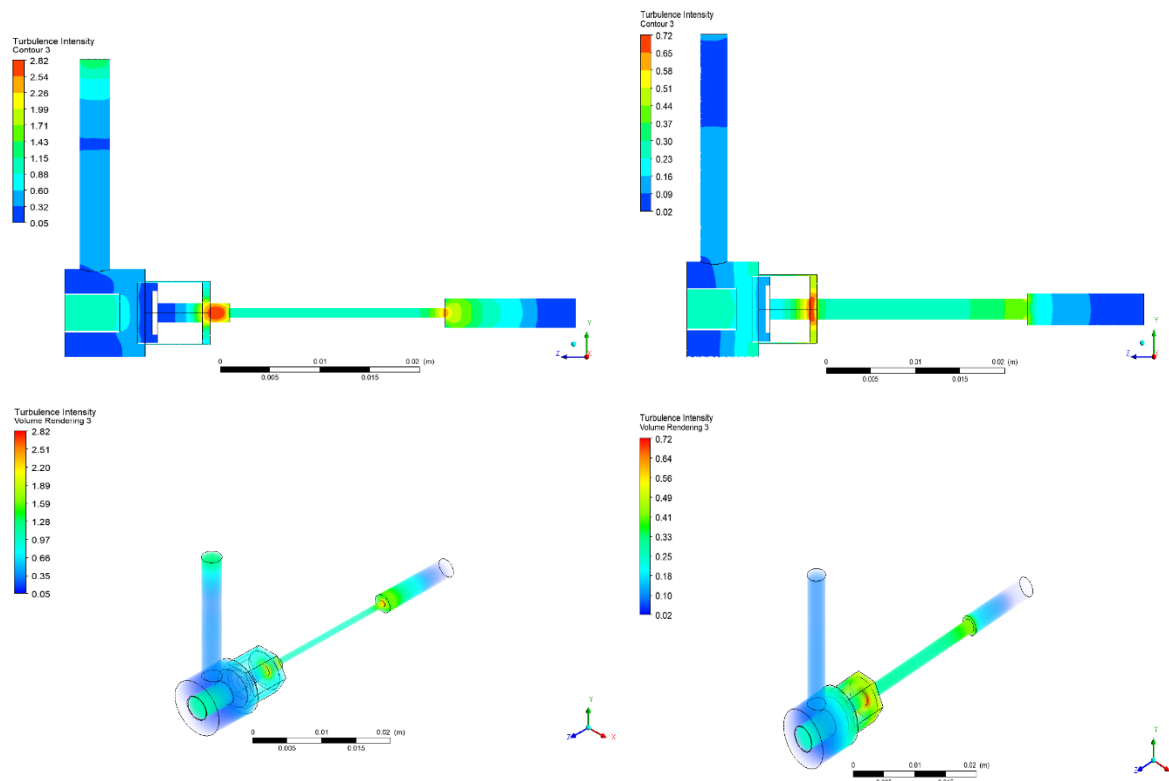 Turbulence Intensity
Contour 3
2.82
2.54
2.26
1.99
1.71
1.43
1.15
0.88
0.60
0.32
0.05
0 0.01 0.02 (m)
0.005 0.015
Y
Z X
Turbulence Intensity
Contour 3
0.72
0.65
0.58
0.51
0.44
0.37
0.30
0.23
0.16
0.09
0.02
0 0.01 0.02 (m)
0.005 0.015
Y
Z X
Turbulence Intensity
Volume Rendering 3
2.82
2.51
2.20
1.89
1.59
1.28
0.97
0.66
0.35
0.05
0 0.01 0.02 (m)
0.005 0.015
Y
Z X
Turbulence Intensity
Volume Rendering 3
0.72
0.64
0.56
0.49
0.41
0.33
0.25
0.18
0.10
0.02
0 0.01 0.02 (m)
0.005 0.015
Y
Z X